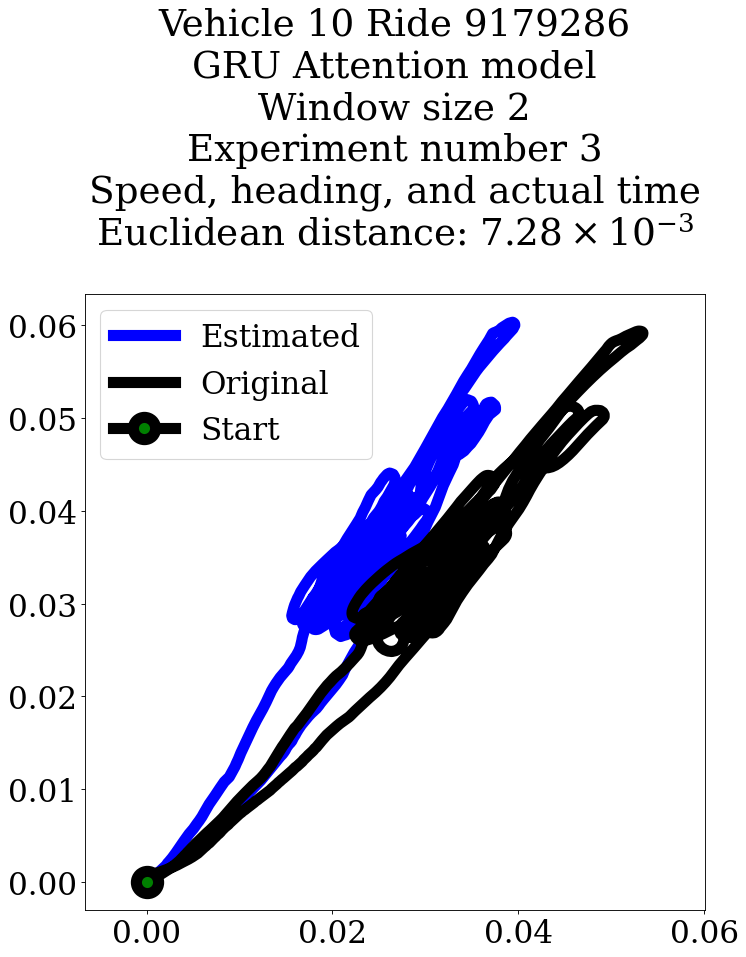 Vehicle 10 Ride 9179286
GRU Attention model
Window size 2
Experiment number 3
Speed, heading, and actual time
Euclidean distance: 7.28 × 10⁻³
Estimated
Original
Start
0.06
0.05
0.04
0.03
0.02
0.01
0.00
0.00 0.02 0.04 0.06